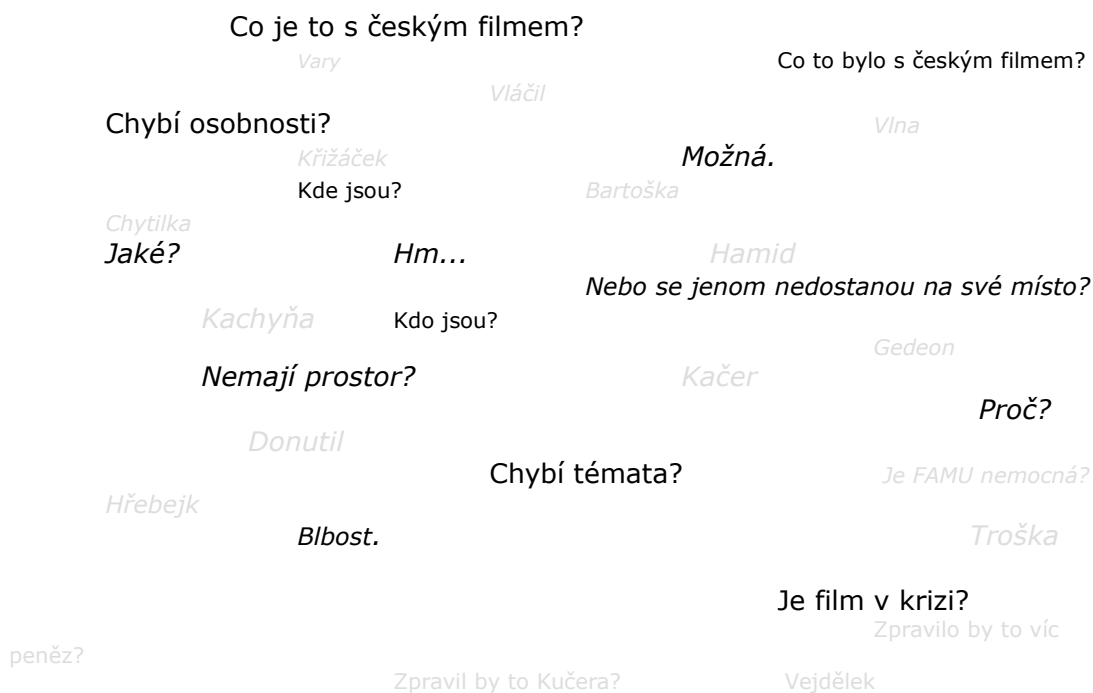 Co je to s českým filmem?
Vary Co to bylo s českým filmem?
Vláčil
Chybí osobnosti? Vlna
Křižáček Možná.
Kde jsou? Bartoška
Chytilka
Jaké? Hm... Hamid
Nebo se jenom nedostanou na své místo?
Kachyňa Kdo jsou?
Gedeon
Nemají prostor? Kačer
Proč?
Donutil
Chybí témata? Je FAMU nemocná?
Hřebejk
Blbost. Troška
Je film v krizi?
Zpravilo by to víc
peněz?
Zpravil by to Kučera? Vejdělek